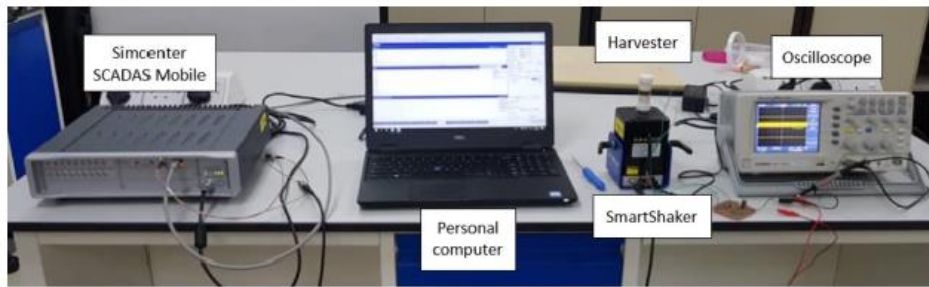 Simcenter
SCADAS Mobile
Harvester
Oscilloscope
SmartShaker
Personal
computer